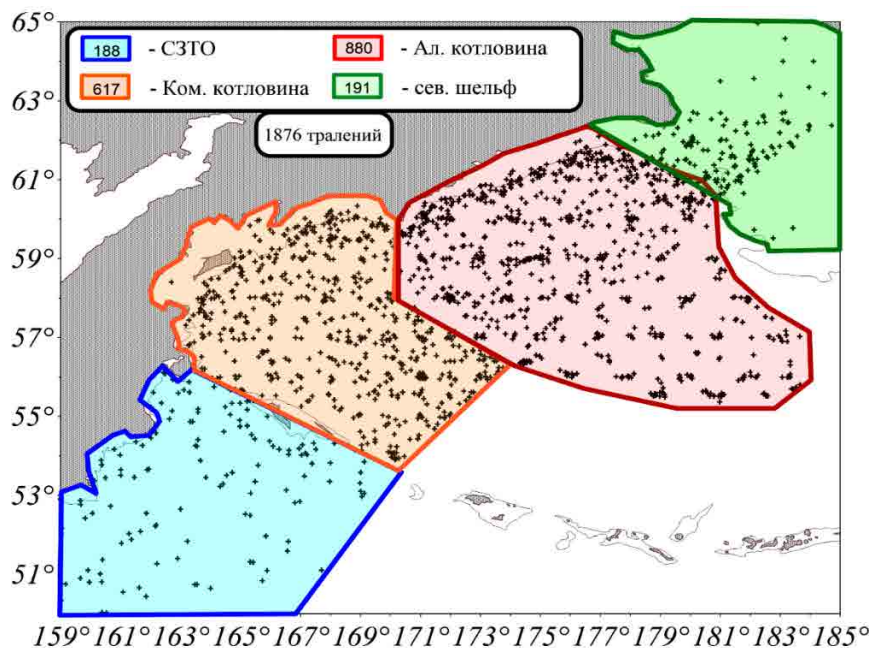 65°
63°
61°
59°
57°
55°
53°
51°
188 - СЗТО
880 - Ал. котловина
617 - Ком. котловина
191 - сев. шельф
1876 тралений
159° 161° 163° 165° 167° 169° 171° 173° 175° 177° 179° 181° 183° 185°